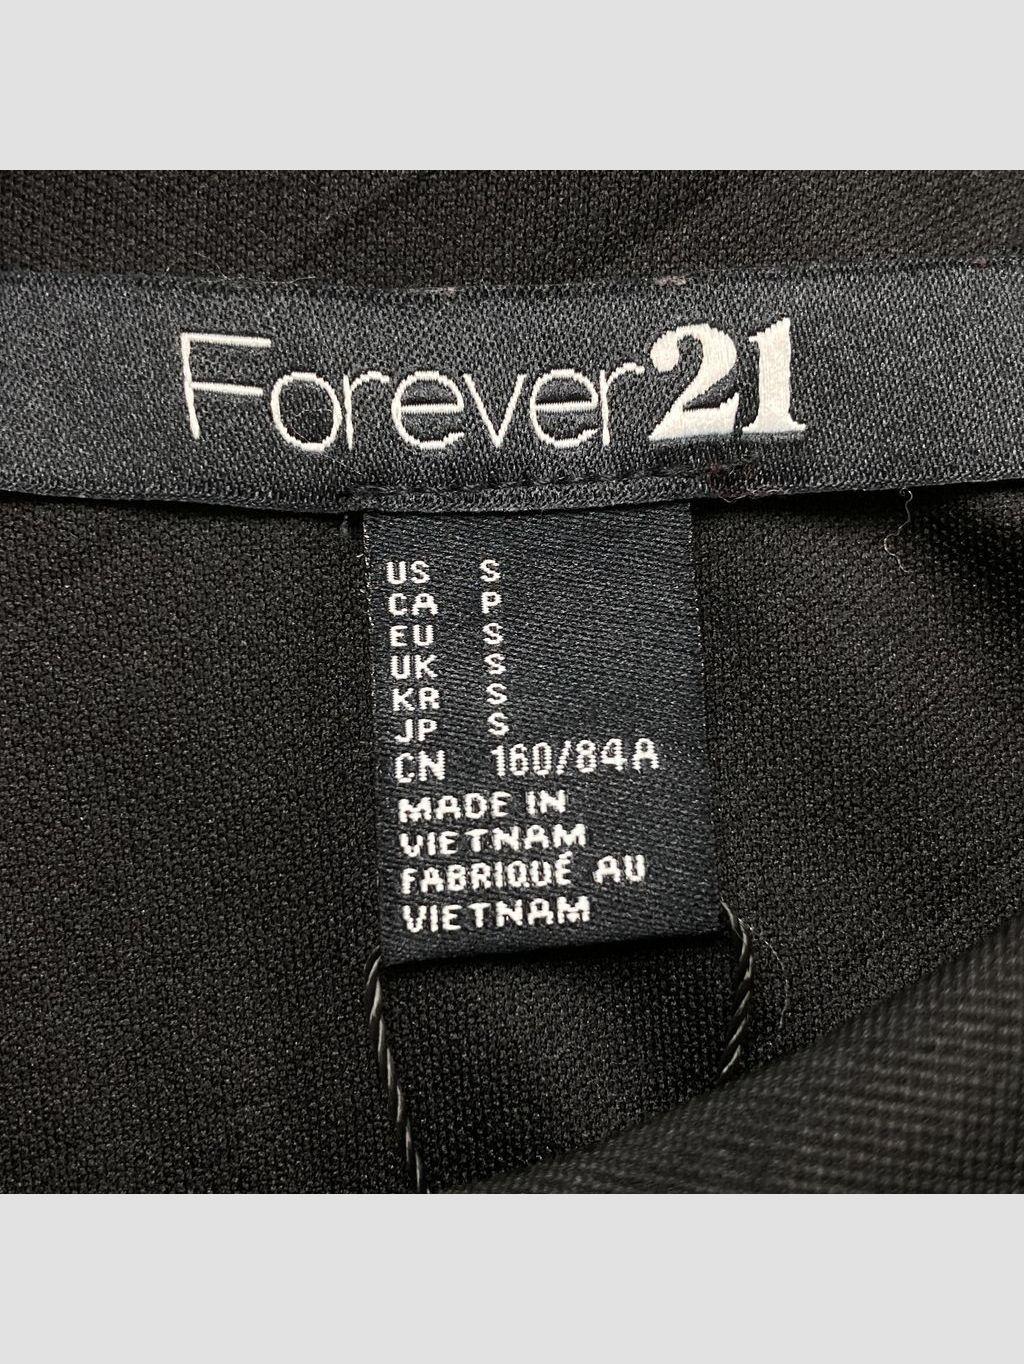 Forever21
US S
CA P
EU S
UK S
KR S
JP S
CN 160/84A
MADE IN
VIETNAM
FABRIQUÉ AU
VIETNAM